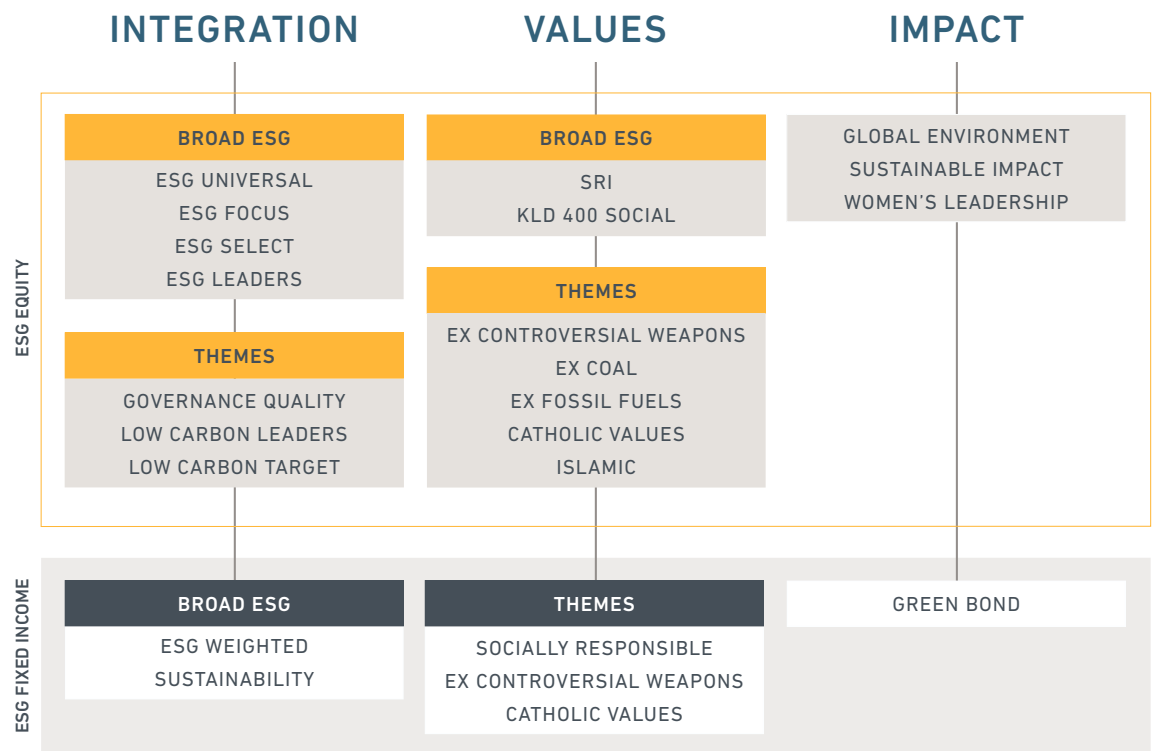 INTEGRATION
VALUES
IMPACT
ESG EQUITY
BROAD ESG
ESG UNIVERSAL
ESG FOCUS
ESG SELECT
ESG LEADERS
THEMES
GOVERNANCE QUALITY
LOW CARBON LEADERS
LOW CARBON TARGET
BROAD ESG
SRI
KLD 400 SOCIAL
THEMES
EX CONTROVERSIAL WEAPONS
EX COAL
EX FOSSIL FUELS
CATHOLIC VALUES
ISLAMIC
GLOBAL ENVIRONMENT
SUSTAINABLE IMPACT
WOMEN'S LEADERSHIP
ESG FIXED INCOME
BROAD ESG
ESG WEIGHTED
SUSTAINABILITY
THEMES
SOCIALLY RESPONSIBLE
EX CONTROVERSIAL WEAPONS
CATHOLIC VALUES
GREEN BOND